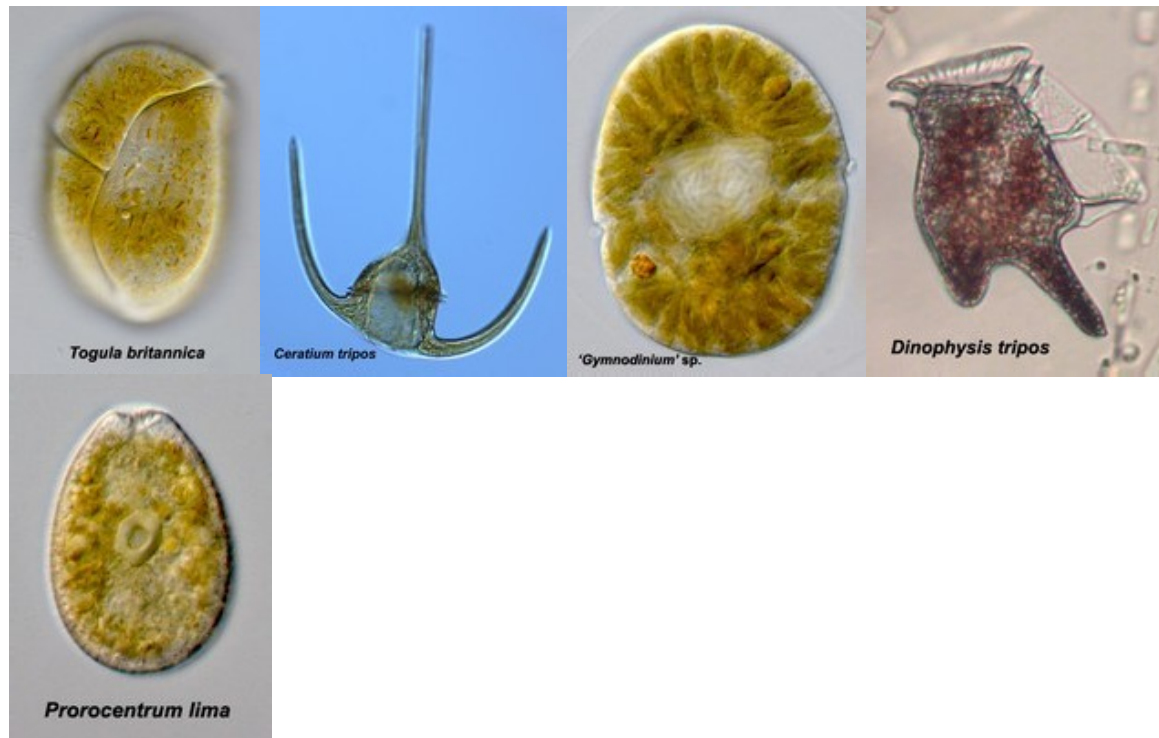 Togula britannica
Ceratium tripos
'Gymnodinium' sp.
Dinophysis tripos
Prorocentrum lima